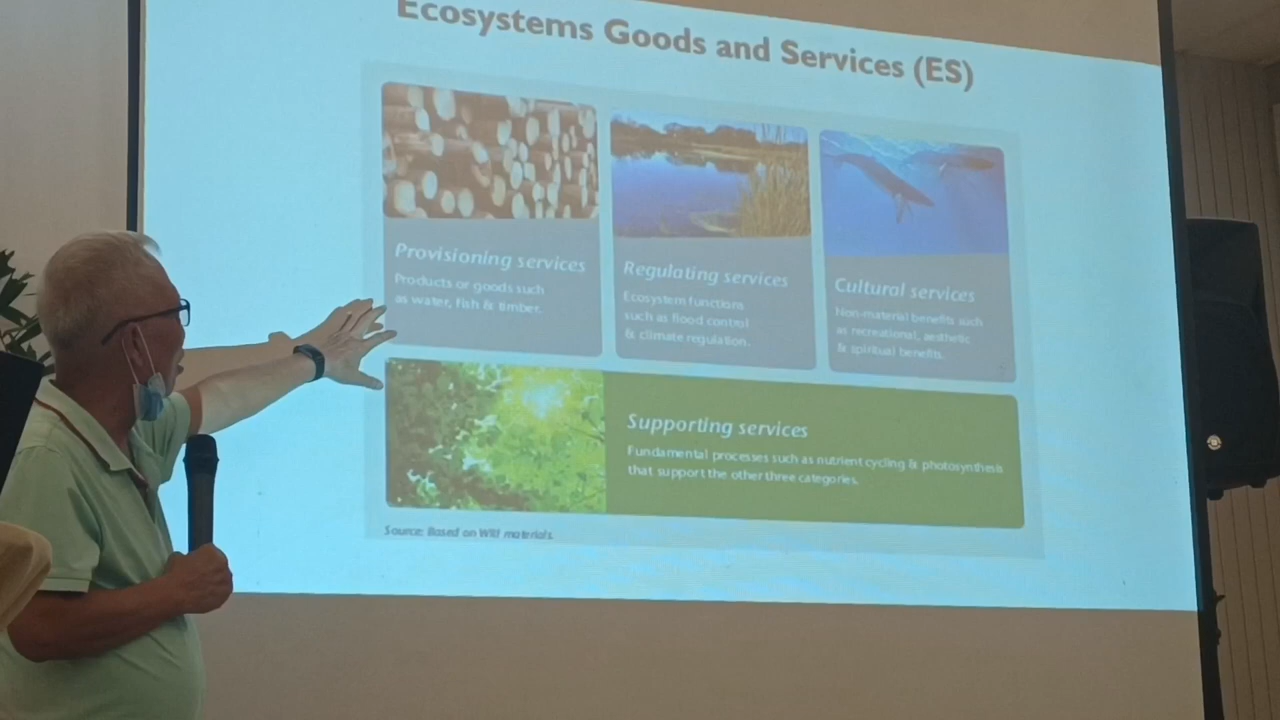 Ecosystems Goods and Services (ES)
Provisioning services
Products or goods such
as water, fish & timber.
Regulating services
Ecosystem functions
such as flood control
& climate regulation.
Cultural services
Non-material benefits such
as recreational, aesthetic
& spiritual benefits.
Supporting services
Fundamental processes such as nutrient cycling & photosynthesis
that support the other three categories.
Source: Based on WRI materials.